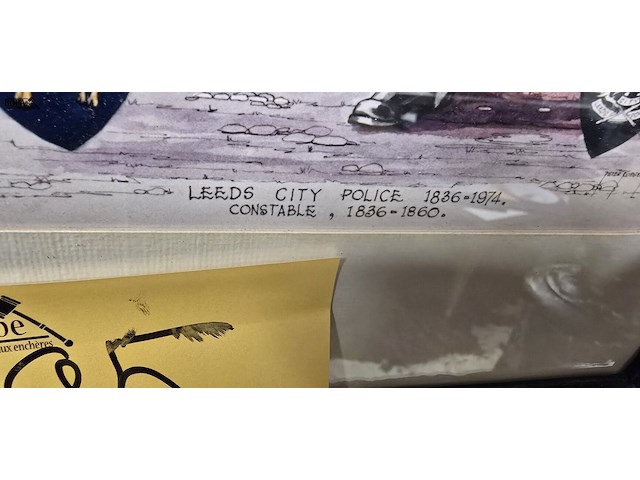 LEEDS CITY POLICE 1836-1974.
CONSTABLE, 1836-1860.
aux enchères